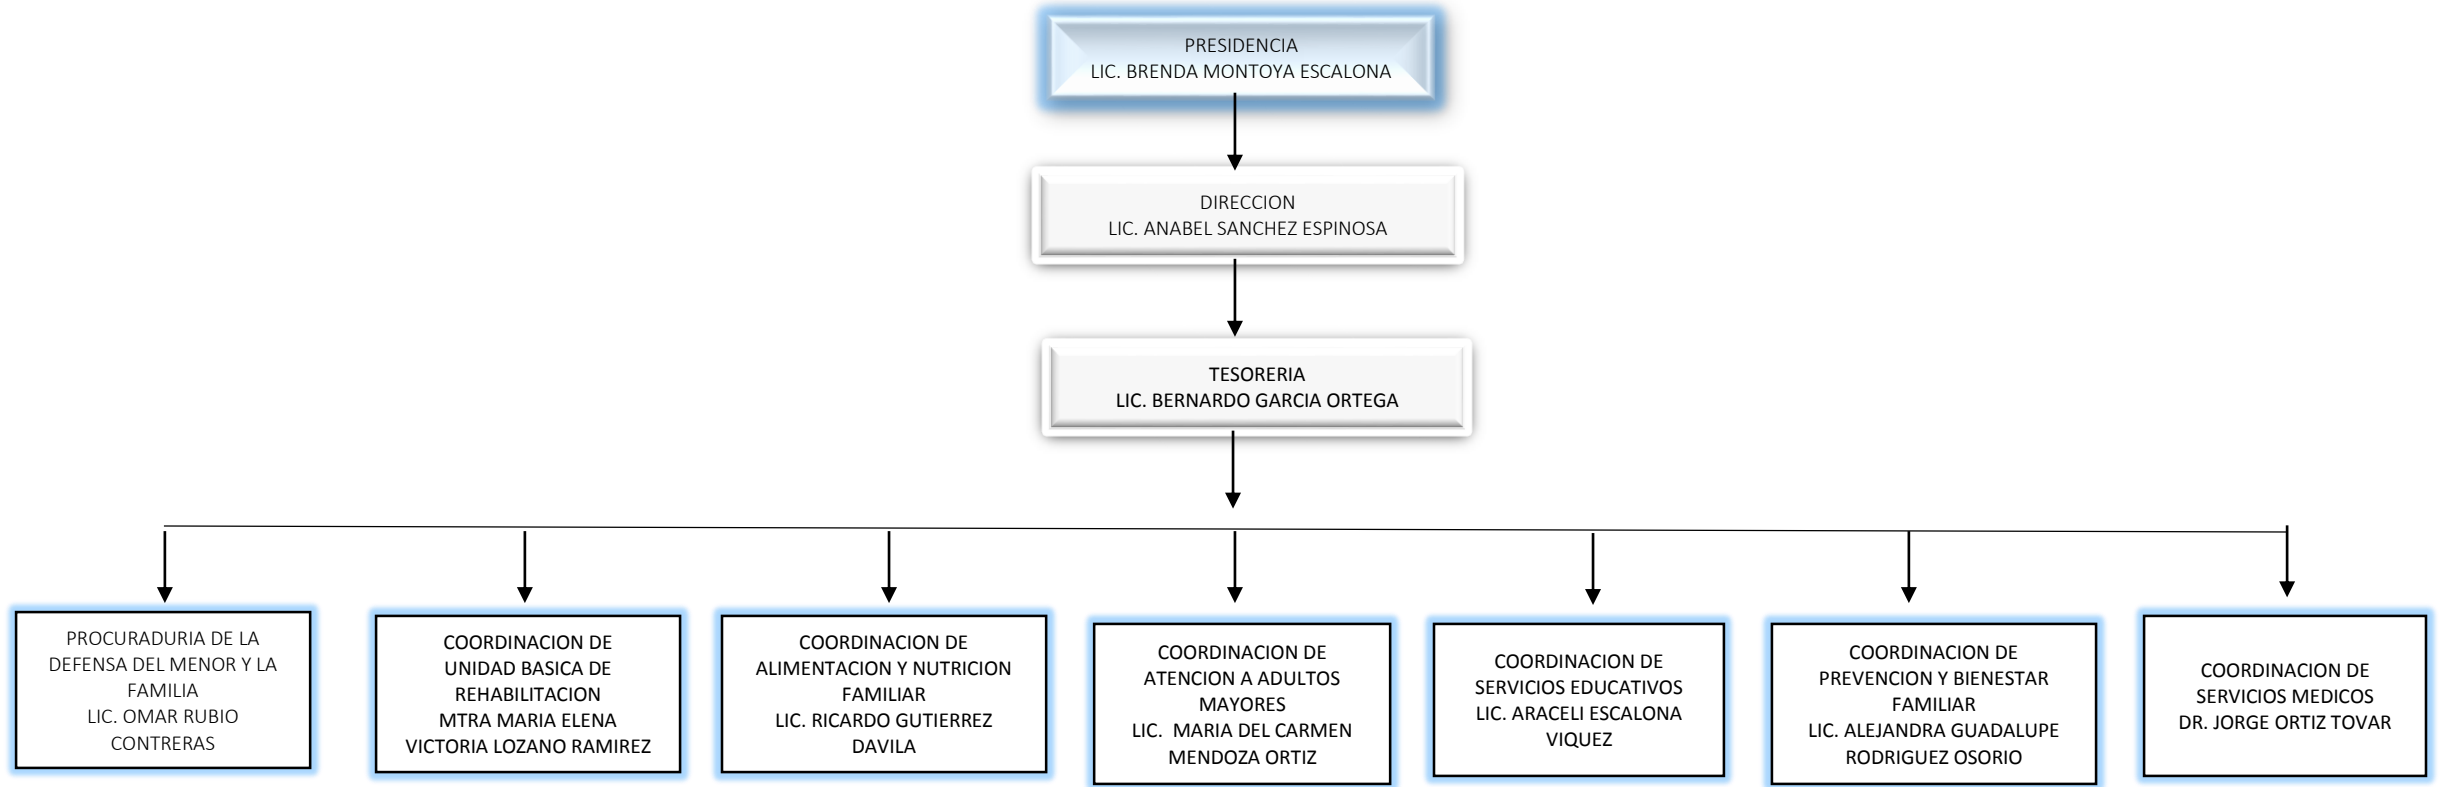 PRESIDENCIA
LIC. BRENDA MONTOYA ESCALONA
DIRECCION
LIC. ANABEL SANCHEZ ESPINOSA
TESORERIA
LIC. BERNARDO GARCIA ORTEGA
PROCURADURIA DE LA
DEFENSA DEL MENOR Y LA
FAMILIA
LIC. OMAR RUBIO
CONTRERAS
COORDINACION DE
UNIDAD BASICA DE
REHABILITACION
MTRA MARIA ELENA
VICTORIA LOZANO RAMIREZ
COORDINACION DE
ALIMENTACION Y NUTRICION
FAMILIAR
LIC. RICARDO GUTIERREZ
DAVILA
COORDINACION DE
ATENCION A ADULTOS
MAYORES
LIC. MARIA DEL CARMEN
MENDOZA ORTIZ
COORDINACION DE
SERVICIOS EDUCATIVOS
LIC. ARACELI ESCALONA
VIQUEZ
COORDINACION DE
PREVENCION Y BIENESTAR
FAMILIAR
LIC. ALEJANDRA GUADALUPE
RODRIGUEZ OSORIO
COORDINACION DE
SERVICIOS MEDICOS
DR. JORGE ORTIZ TOVAR